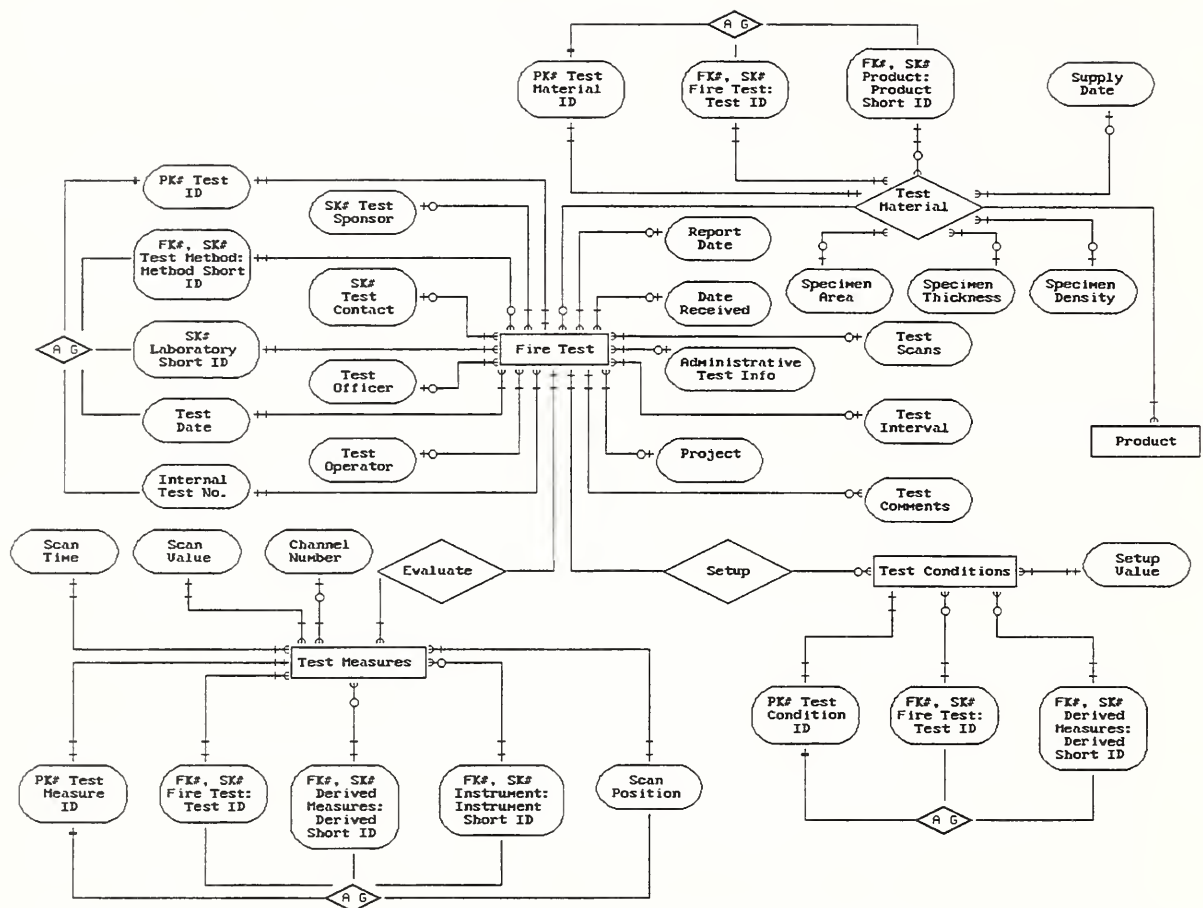 A G
PK# Test
Material
ID
FK#, SK#
Fire Test:
Test ID
FK#, SK#
Product:
Product
Short ID
Supply
Date
PK# Test
ID
SK# Test
Sponsor
Test
Material
Report
Date
FK#, SK#
Test Method:
Method Short
ID
SK#
Test
Contact
Date
Received
Specimen
Area
Specimen
Thickness
Specimen
Density
A G
SK#
Laboratory
Short ID
Fire Test
Test
Scans
Administrative
Test Info
Test
Officer
Test
Date
Test
Interval
Product
Test
Operator
Project
Internal
Test No.
Test
Comments
Scan
Time
Scan
Value
Channel
Number
Evaluate
Setup
Test Conditions
Setup
Value
Test Measures
PK# Test
Condition
ID
FK#, SK#
Fire Test:
Test ID
FK#, SK#
Derived
Measures:
Derived
Short ID
PK# Test
Measure
ID
FK#, SK#
Fire Test:
Test ID
FK#, SK#
Derived
Measures:
Derived
Short ID
FK#, SK#
Instrument:
Instrument
Short ID
Scan
Position
A G
A G